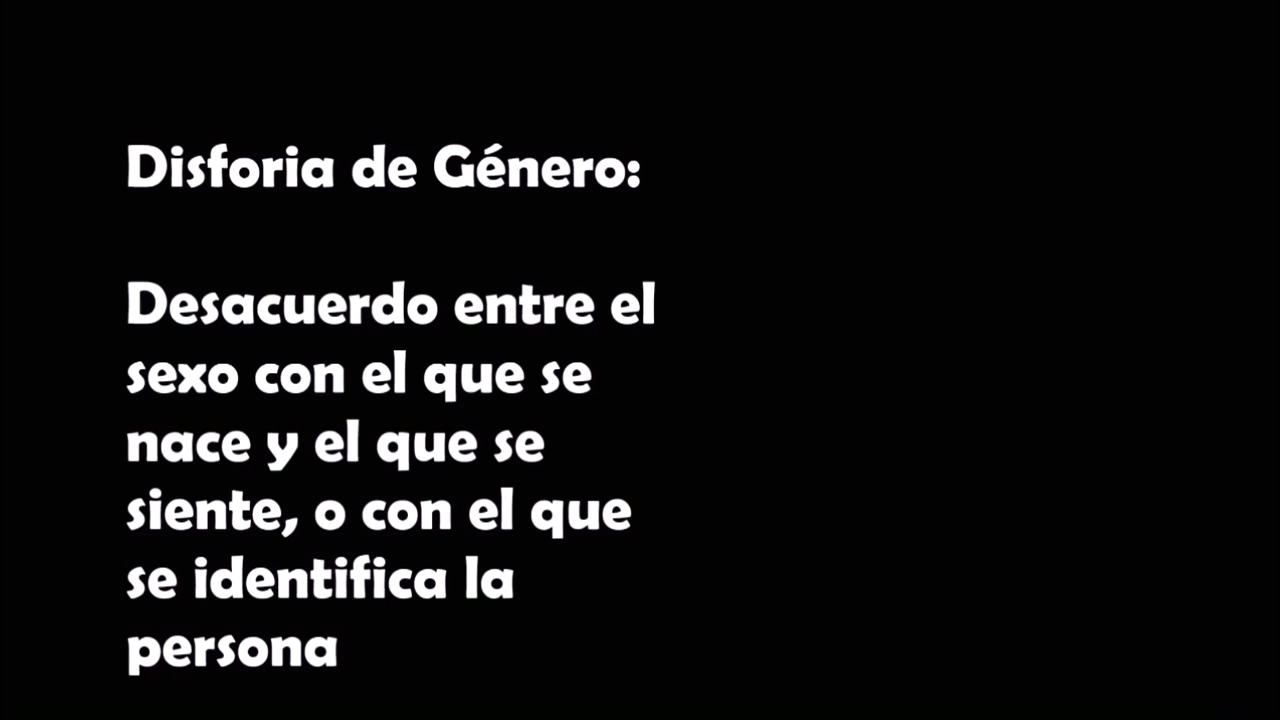 Disforia de Género:
Desacuerdo entre el
sexo con el que se
nace y el que se
siente, o con el que
se identifica la
persona